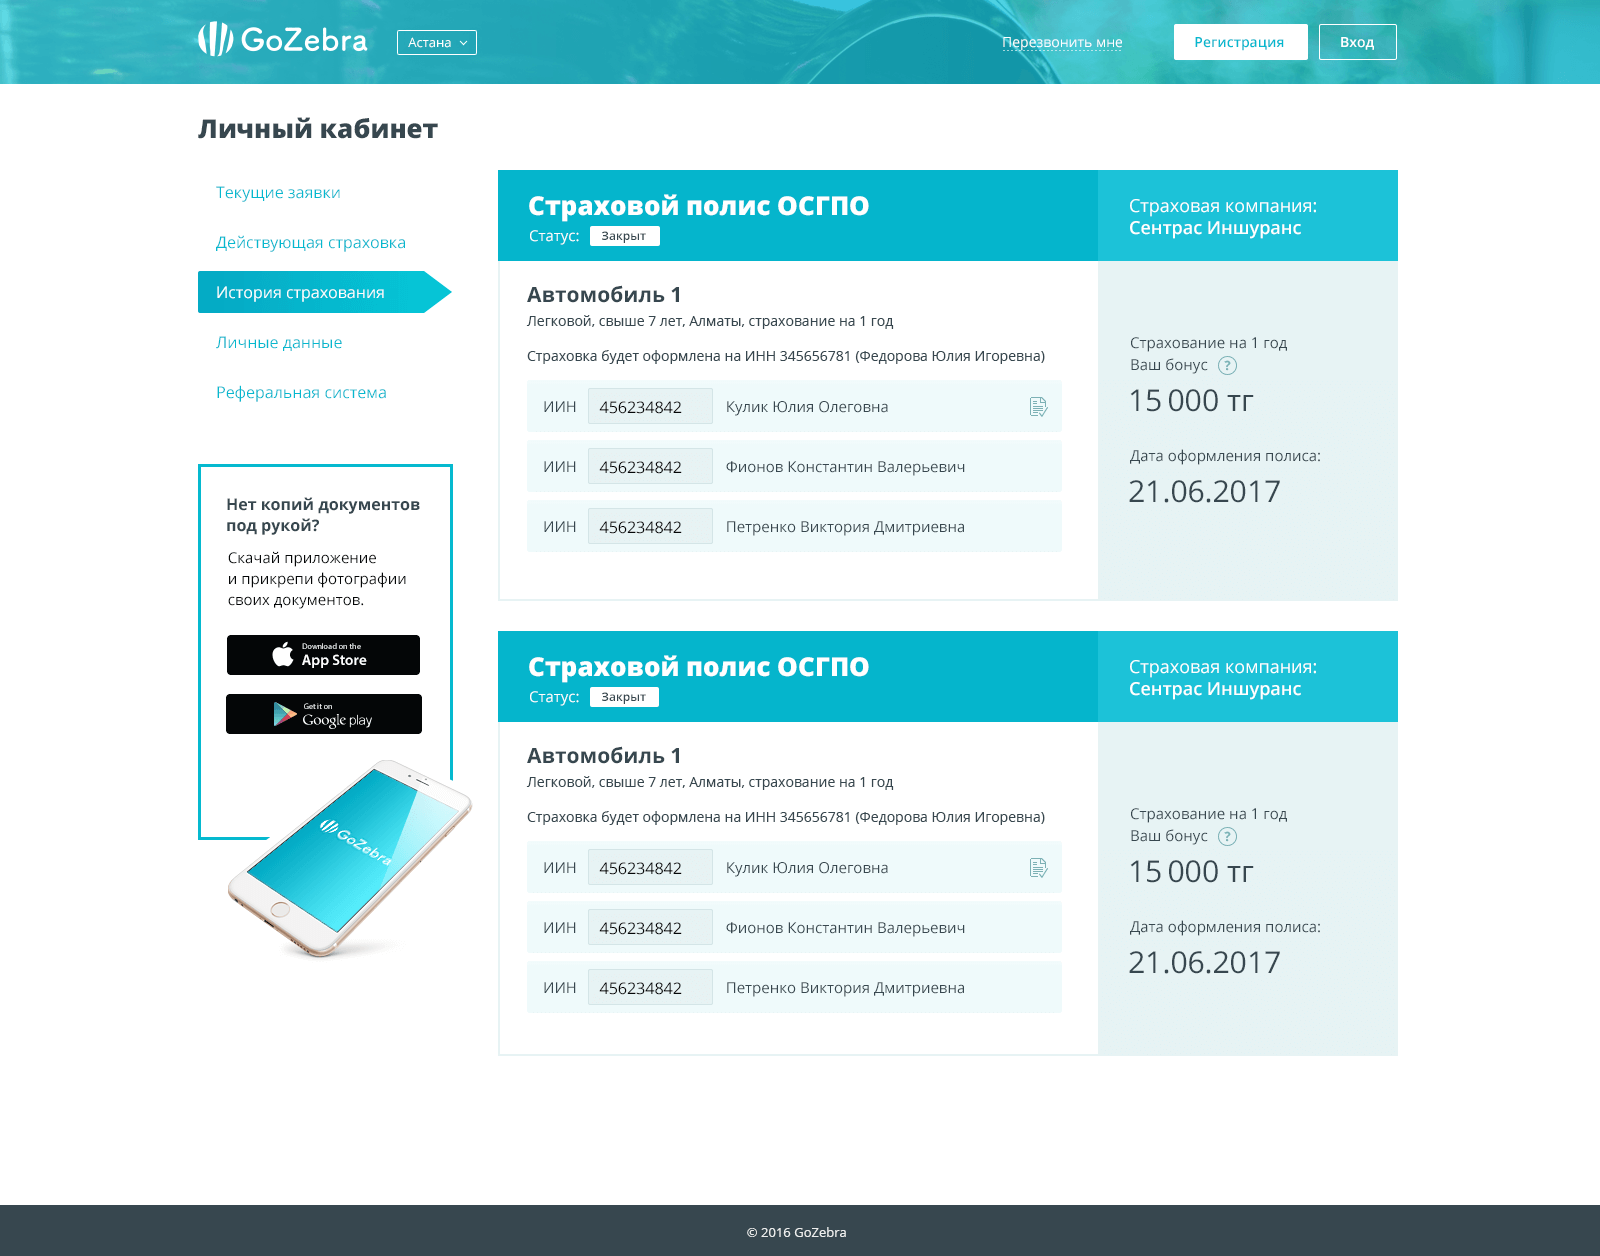 GoZebra
Астана
Перезвонить мне
Регистрация
Вход
Личный кабинет
Текущие заявки
Действующая страховка
История страхования
Личные данные
Реферальная система
Нет копий документов
под рукой?
Скачай приложение
и прикрепи фотографии
своих документов.
Download on the
App Store
Get it on
Google play
GoZebra
Страховой полис ОСГПО
Статус: Закрыт
Страховая компания:
Сентрас Иншуранс
Автомобиль 1
Легковой, свыше 7 лет, Алматы, страхование на 1 год
Страховка будет оформлена на ИНН 345656781 (Федорова Юлия Игоревна)
ИИН 456234842 Кулик Юлия Олеговна
ИИН 456234842 Фионов Константин Валерьевич
ИИН 456234842 Петренко Виктория Дмитриевна
Страхование на 1 год
Ваш бонус ?
15 000 тг
Дата оформления полиса:
21.06.2017
Страховой полис ОСГПО
Статус: Закрыт
Страховая компания:
Сентрас Иншуранс
Автомобиль 1
Легковой, свыше 7 лет, Алматы, страхование на 1 год
Страховка будет оформлена на ИНН 345656781 (Федорова Юлия Игоревна)
ИИН 456234842 Кулик Юлия Олеговна
ИИН 456234842 Фионов Константин Валерьевич
ИИН 456234842 Петренко Виктория Дмитриевна
Страхование на 1 год
Ваш бонус ?
15 000 тг
Дата оформления полиса:
21.06.2017
© 2016 GoZebra